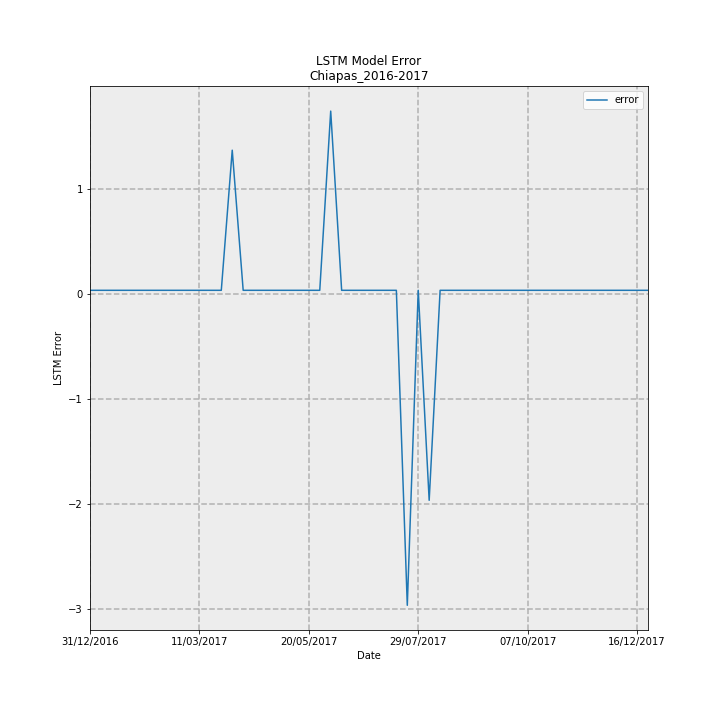 LSTM Model Error
Chiapas_2016-2017
error
1
0
−1
−2
−3
LSTM Error
31/12/2016 11/03/2017 20/05/2017 29/07/2017 07/10/2017 16/12/2017
Date